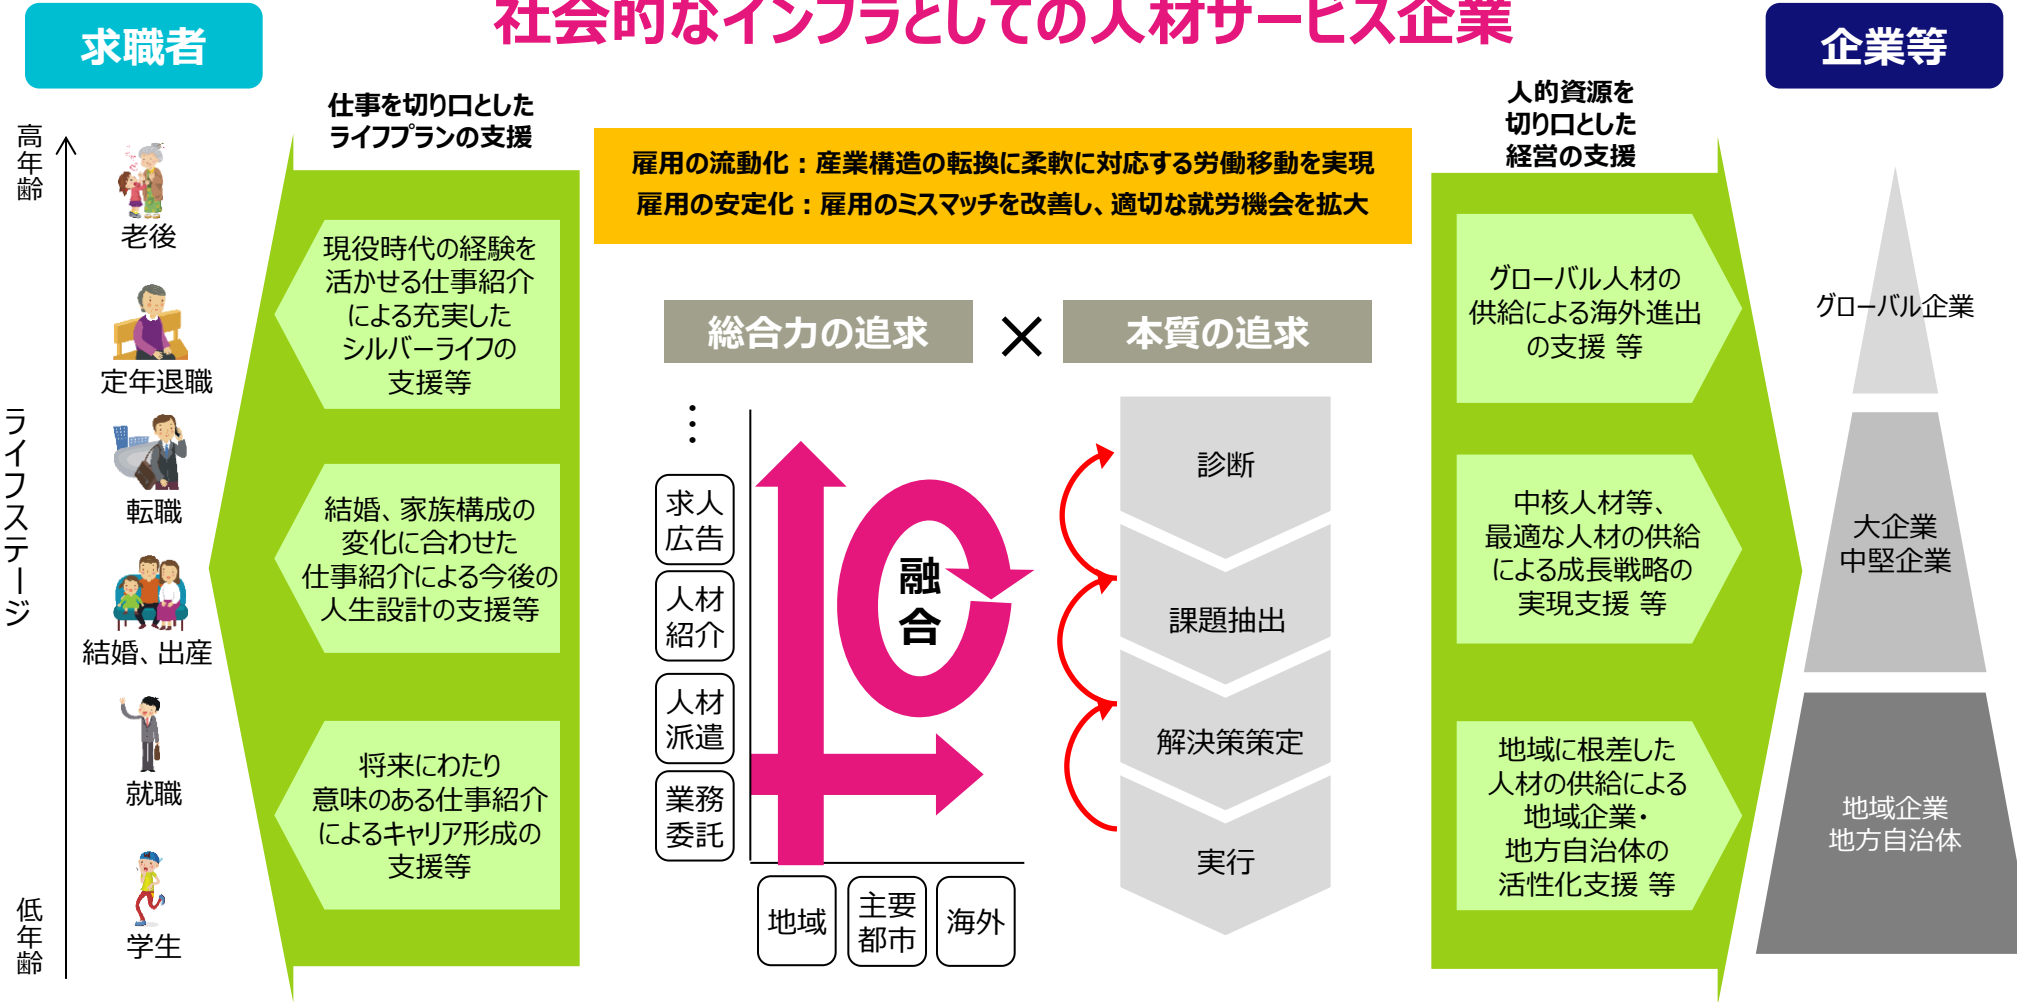 社会的なインフラとしての人材サービス企業
求職者
企業等
仕事を切り口とした
ライフプランの支援
人的資源を
切り口とした
経営の支援
雇用の流動化：産業構造の転換に柔軟に対応する労働移動を実現
雇用の安定化：雇用のミスマッチを改善し、適切な就労機会を拡大
高年齢
ライフステージ
低年齢
老後
定年退職
転職
結婚、出産
就職
学生
現役時代の経験を
活かせる仕事紹介
による充実した
シルバーライフの
支援等
結婚、家族構成の
変化に合わせた
仕事紹介による今後の
人生設計の支援等
将来にわたり
意味のある仕事紹介
によるキャリア形成の
支援等
総合力の追求
×
本質の追求
…
求人
広告
人材
紹介
人材
派遣
業務
委託
融
合
地域
主要
都市
海外
診断
課題抽出
解決策策定
実行
グローバル人材の
供給による海外進出
の支援 等
中核人材等、
最適な人材の供給
による成長戦略の
実現支援 等
地域に根差した
人材の供給による
地域企業・
地方自治体の
活性化支援 等
グローバル企業
大企業
中堅企業
地域企業
地方自治体